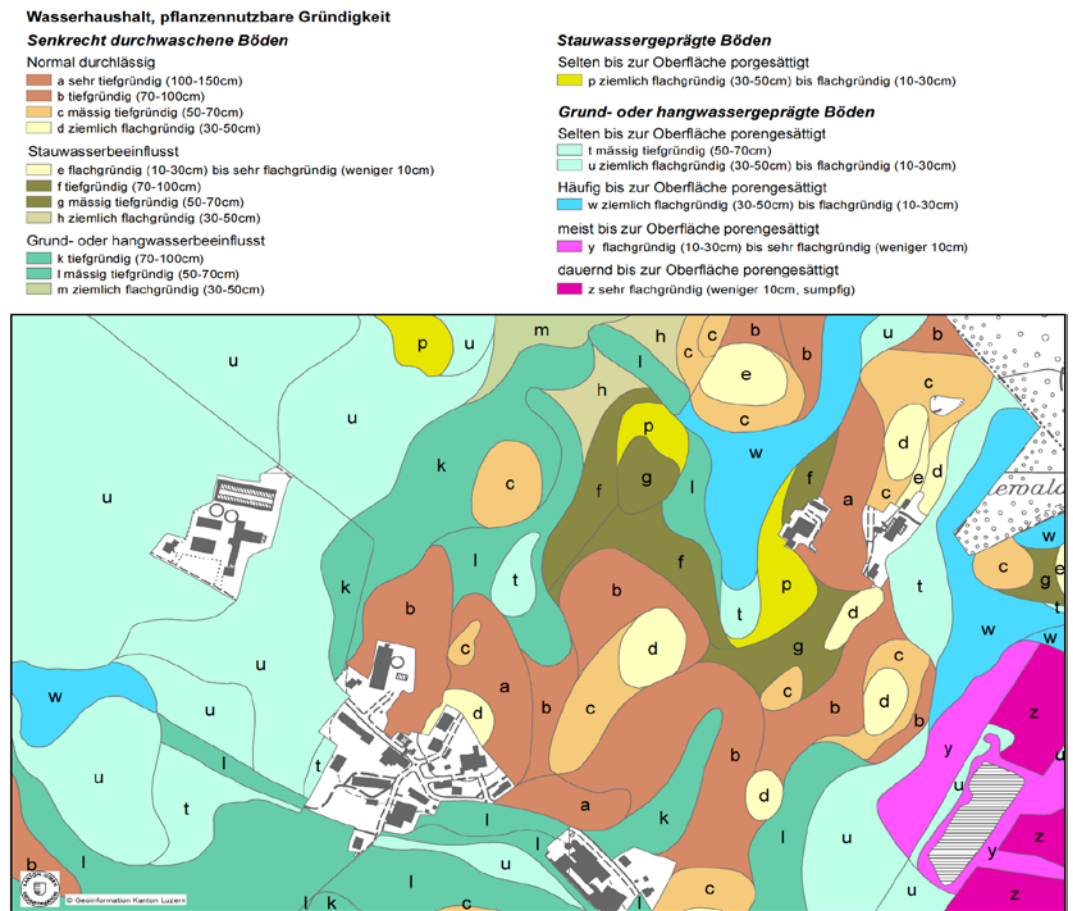 Wasserhaushalt, pflanzennutzbare Gründigkeit
Senkrecht durchwaschene Böden
Normal durchlässig
a sehr tiefgründig (100-150cm)
b tiefgründig (70-100cm)
c mässig tiefgründig (50-70cm)
d ziemlich flachgründig (30-50cm)
Stauwasserbeeinflusst
e flachgründig (10-30cm) bis sehr flachgründig (weniger 10cm)
f tiefgründig (70-100cm)
g mässig tiefgründig (50-70cm)
h ziemlich flachgründig (30-50cm)
Grund- oder hangwasserbeeinflusst
k tiefgründig (70-100cm)
l mässig tiefgründig (50-70cm)
m ziemlich flachgründig (30-50cm)
Stauwassergeprägte Böden
Selten bis zur Oberfläche porgesättigt
p ziemlich flachgründig (30-50cm) bis flachgründig (10-30cm)
Grund- oder hangwassergeprägte Böden
Selten bis zur Oberfläche porengesättigt
t mässig tiefgründig (50-70cm)
u ziemlich flachgründig (30-50cm) bis flachgründig (10-30cm)
Häufig bis zur Oberfläche porengesättigt
w ziemlich flachgründig (30-50cm) bis flachgründig (10-30cm)
meist bis zur Oberfläche porengesättigt
y flachgründig (10-30cm) bis sehr flachgründig (weniger 10cm)
dauernd bis zur Oberfläche porengesättigt
z sehr flachgründig (weniger 10cm, sumpfig)
m h c c b b u b
u p u l
u e c
u h c
p w d
k c f g l f a c e d
u
l t f p t w
k b b t d c g e
c d g w t w
u a b c c b d b
w u d z
t b y u
u l a d u
t l k l u z
b l l u y
l c c u z
l k l
© Geoinformation Kanton Luzern